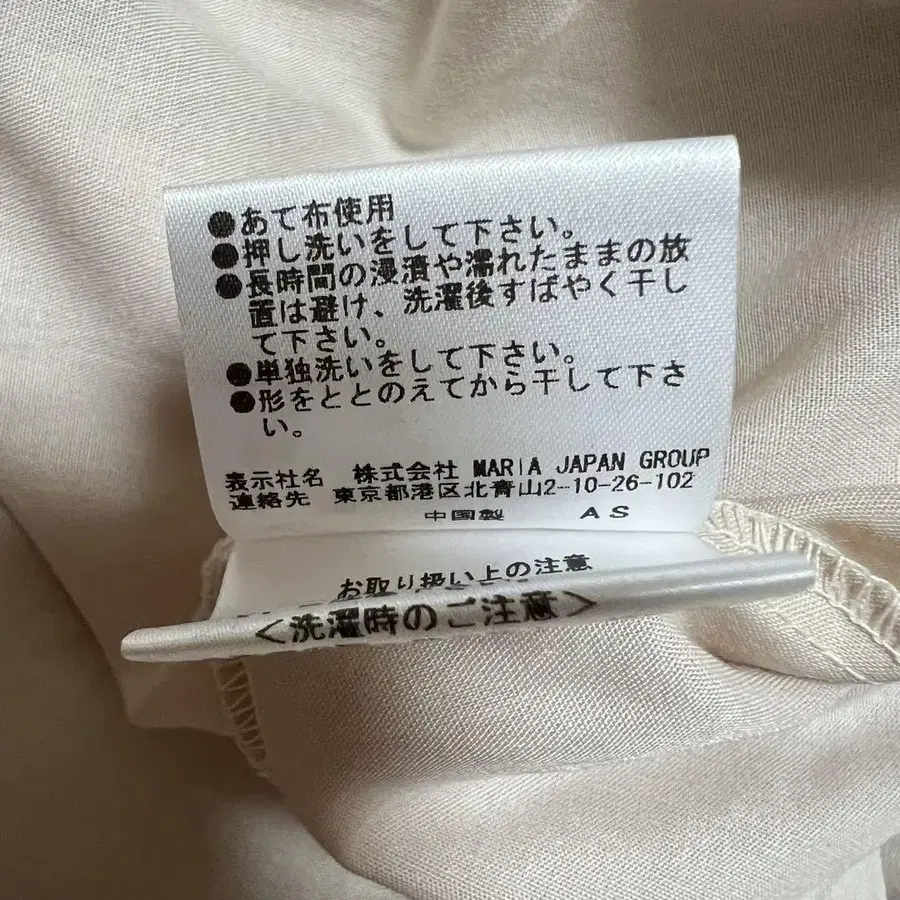 ●あて布使用
●押し洗いをして下さい。
●長時間の浸漬や濡れたままの放
置は避け、洗濯後すばやく干し
て下さい。
●単独洗いをして下さい。
●形をととのえてから干して下さ
い。
表示社名 株式会社 MARIA JAPAN GROUP
連絡先 東京都港区北青山2-10-26-102
中国製 AS
お取り扱い上の注意
<洗濯時のご注意>